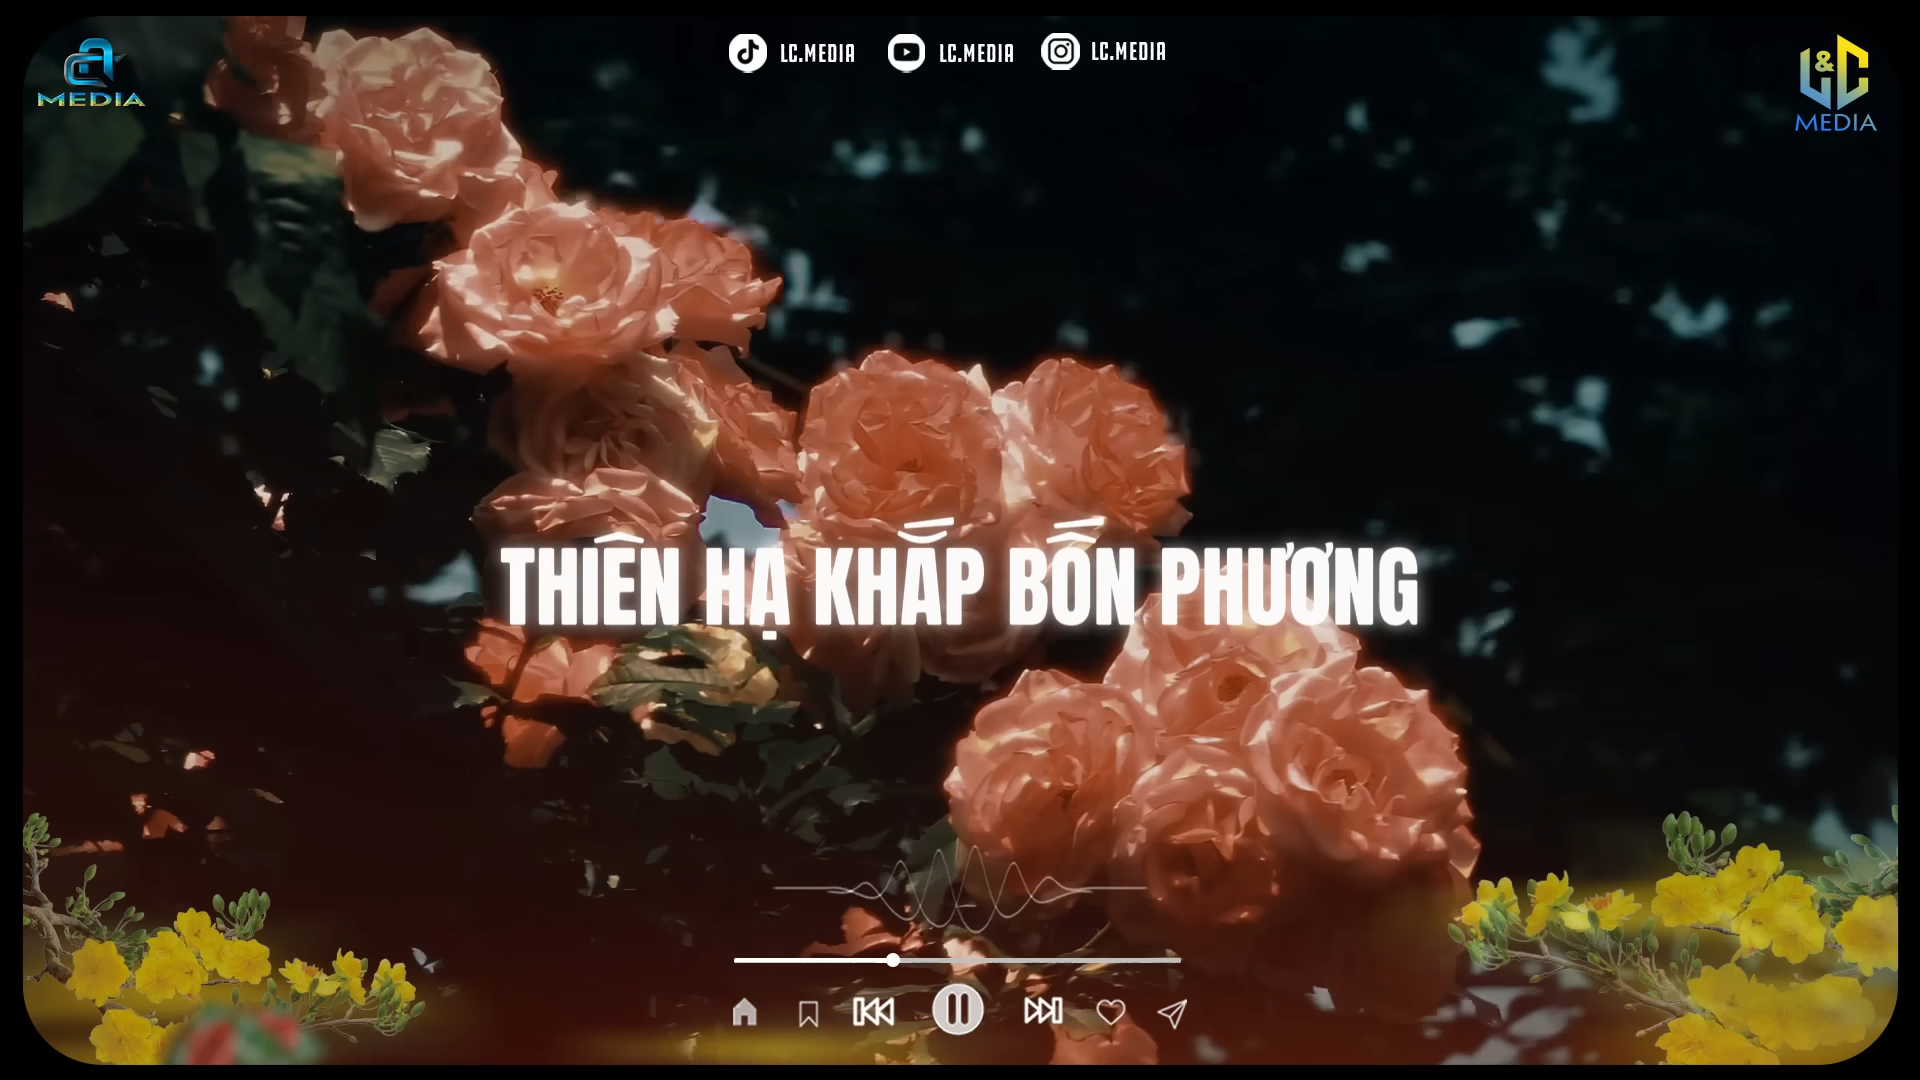 a
MEDIA
LC.MEDIA LC.MEDIA LC.MEDIA
L&C
MEDIA
THIÊN HẠ KHẮP BỐN PHƯƠNG